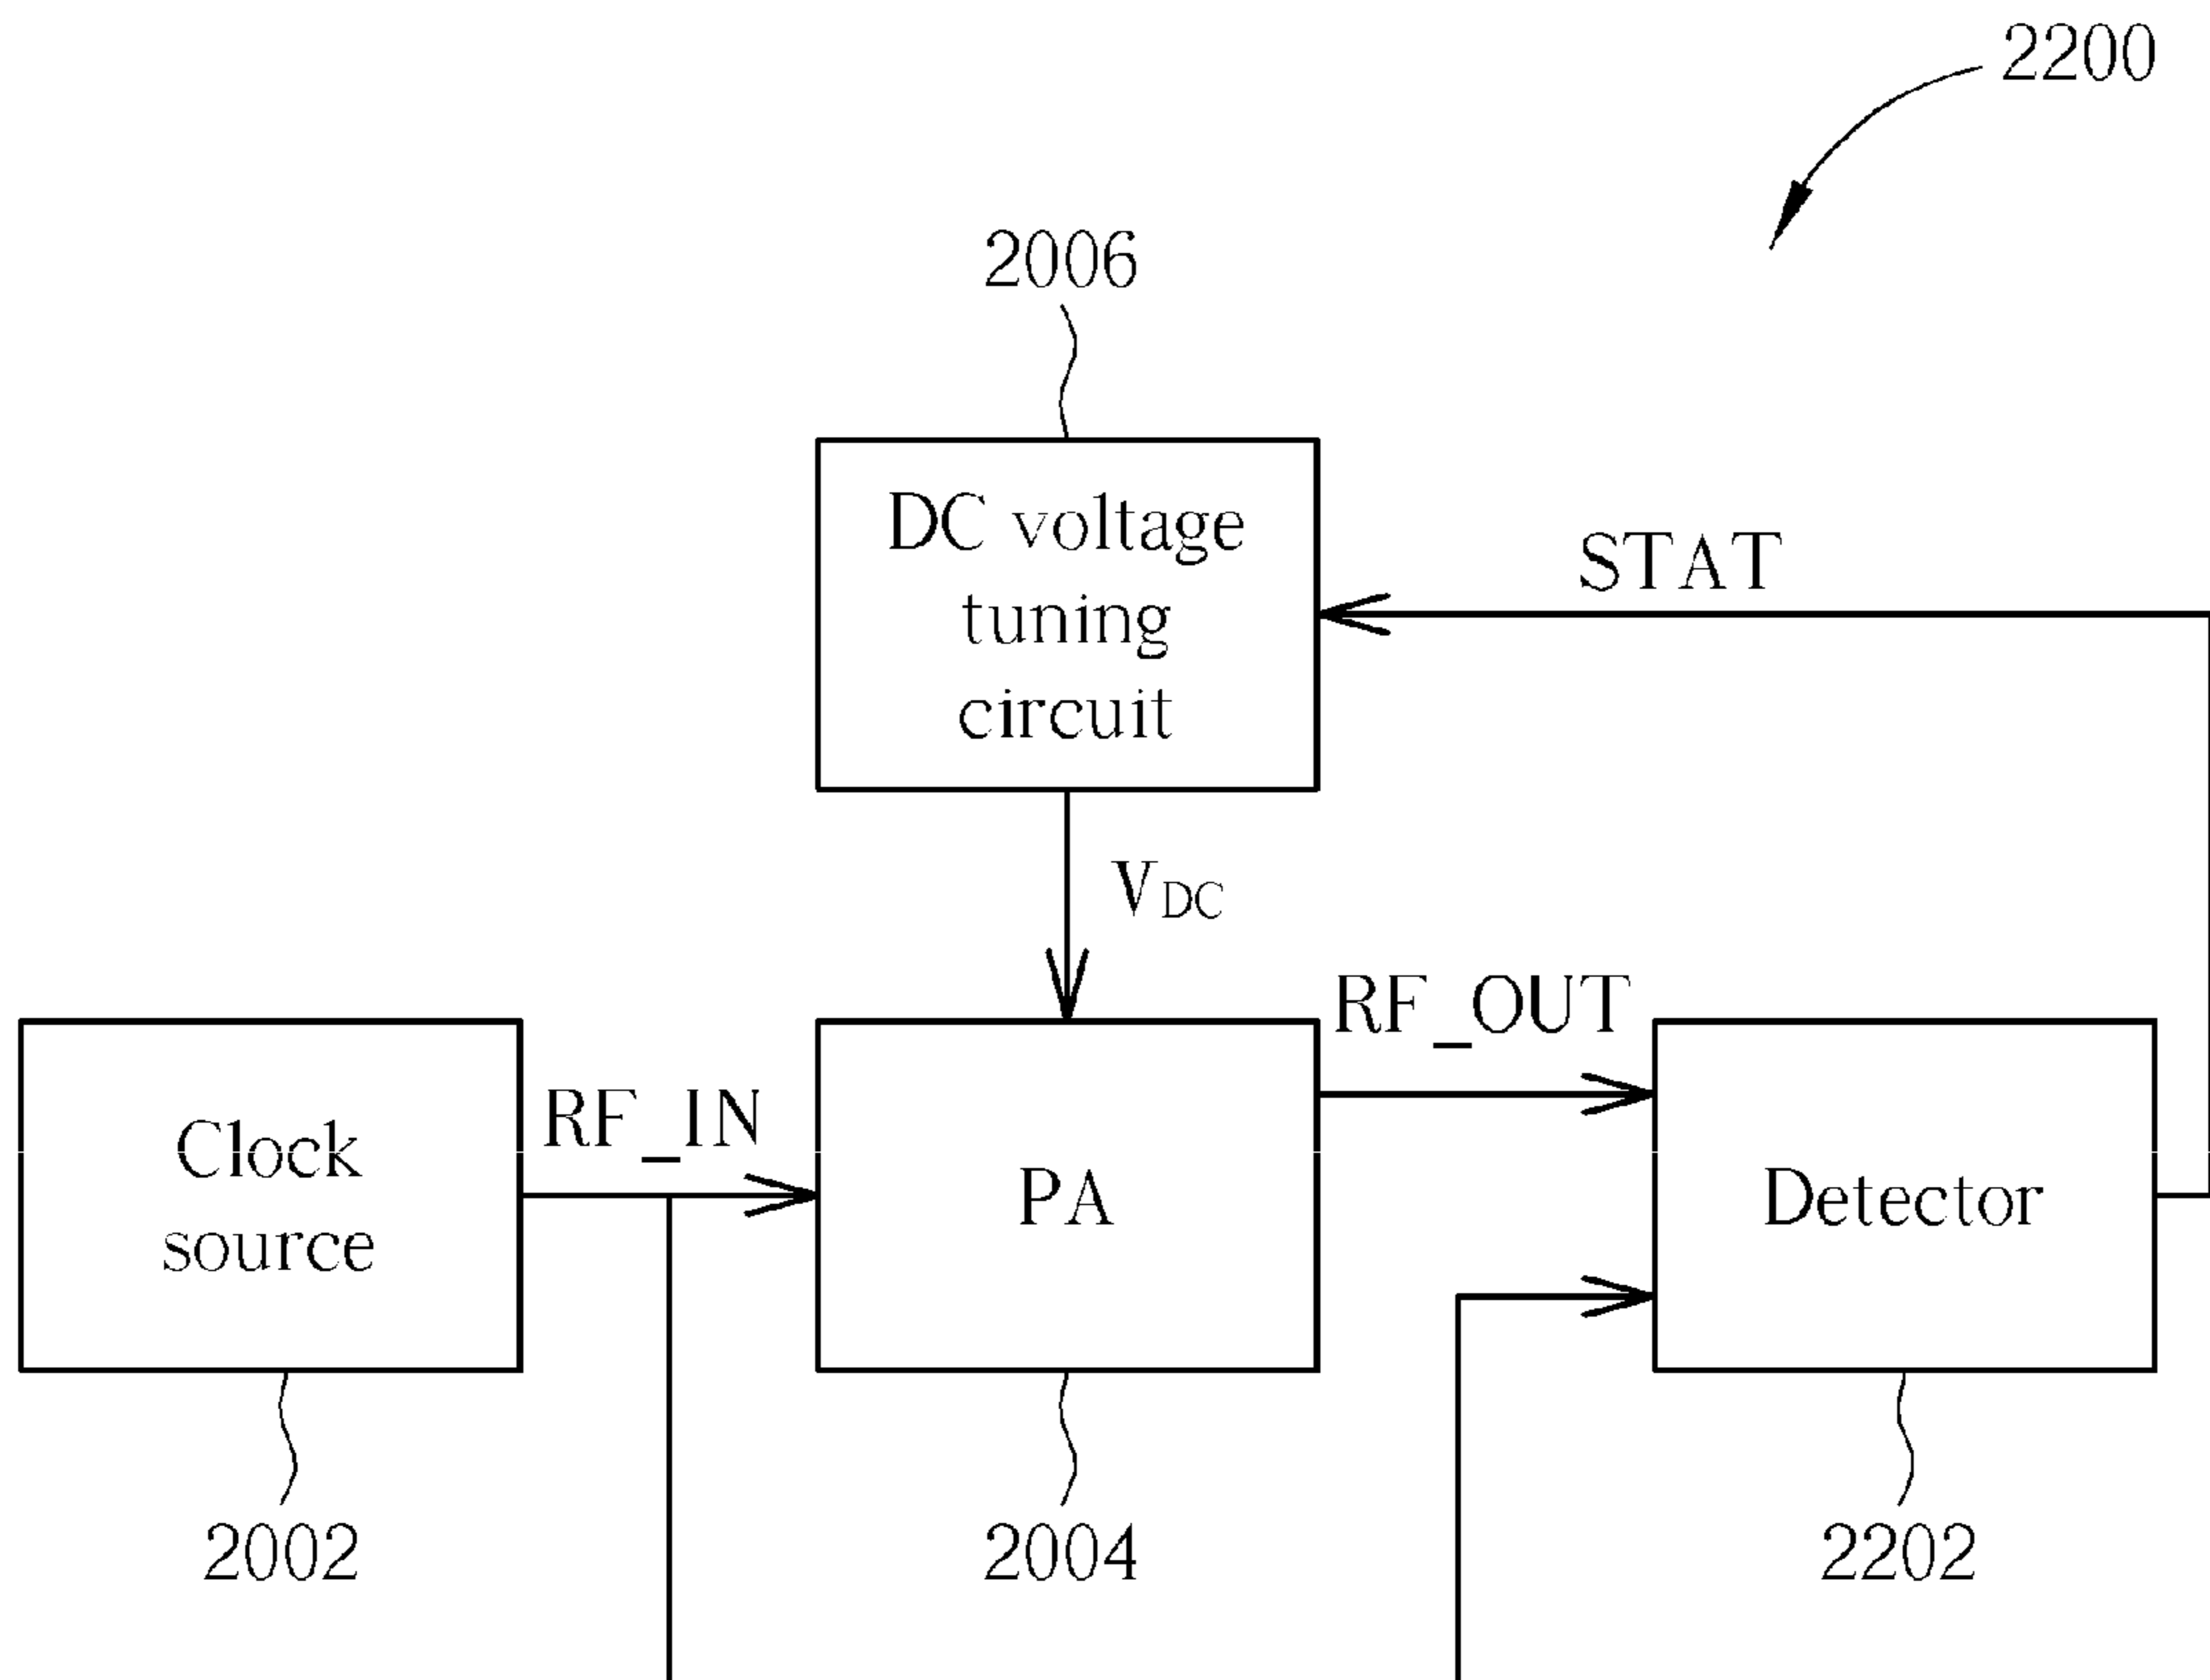 2200
2006
DC voltage
tuning
circuit
STAT
VDC
RF_OUT
RF_IN
Clock
source
PA
Detector
2002
2004
2202